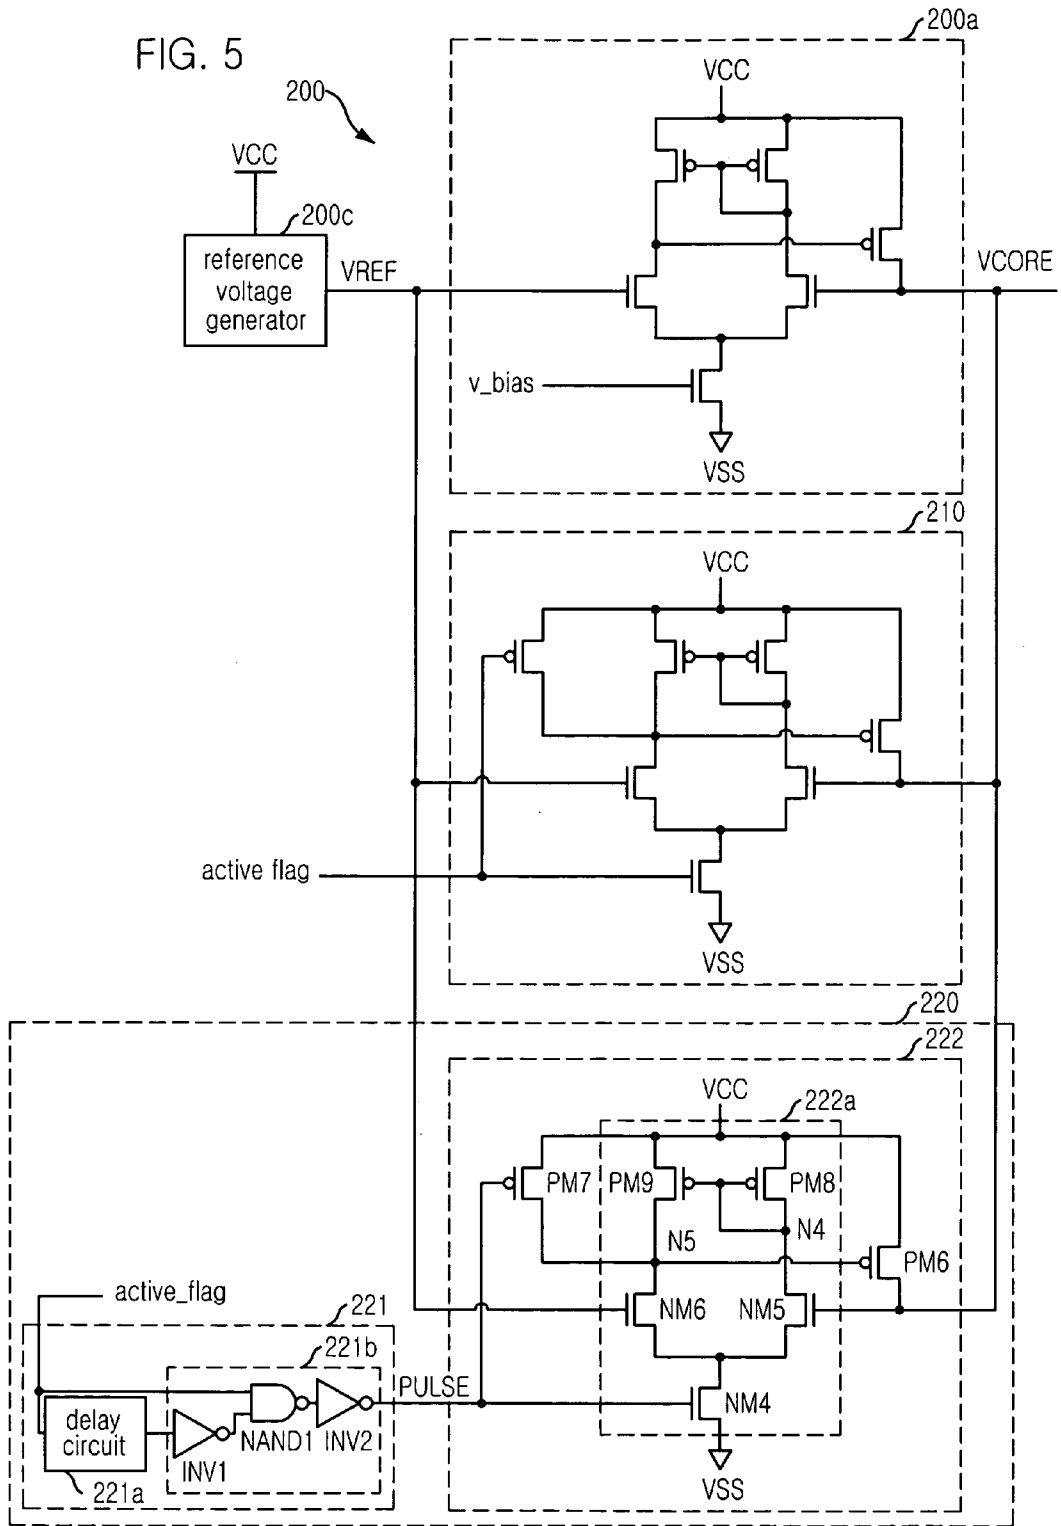 FIG. 5
200
200a
VCC
VCC
200c
reference
voltage
generator
VREF
VCORE
v_bias
VSS
210
VCC
active flag
VSS
220
222
VCC
222a
PM7
PM9
PM8
N5
N4
PM6
active_flag
NM6
NM5
221
221b
PULSE
NM4
delay
circuit
NAND1
INV2
INV1
221a
VSS